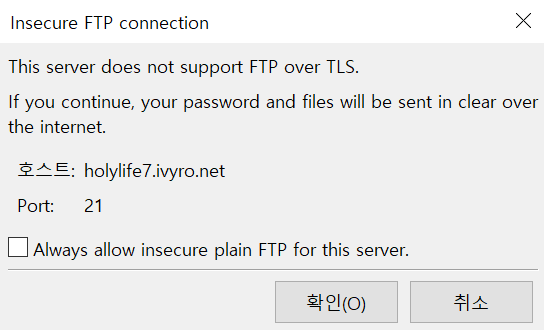 Insecure FTP connection
This server does not support FTP over TLS.
If you continue, your password and files will be sent in clear over
the internet.
호스트: holylife7.ivyro.net
Port: 21
Always allow insecure plain FTP for this server.
확인(O) 취소